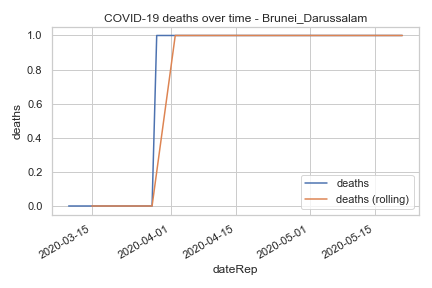 COVID-19 deaths over time - Brunei_Darussalam
deaths
1.0
0.8
0.6
0.4
0.2
0.0
2020-03-15
2020-04-01
2020-04-15
2020-05-01
2020-05-15
dateRep
deaths
deaths (rolling)